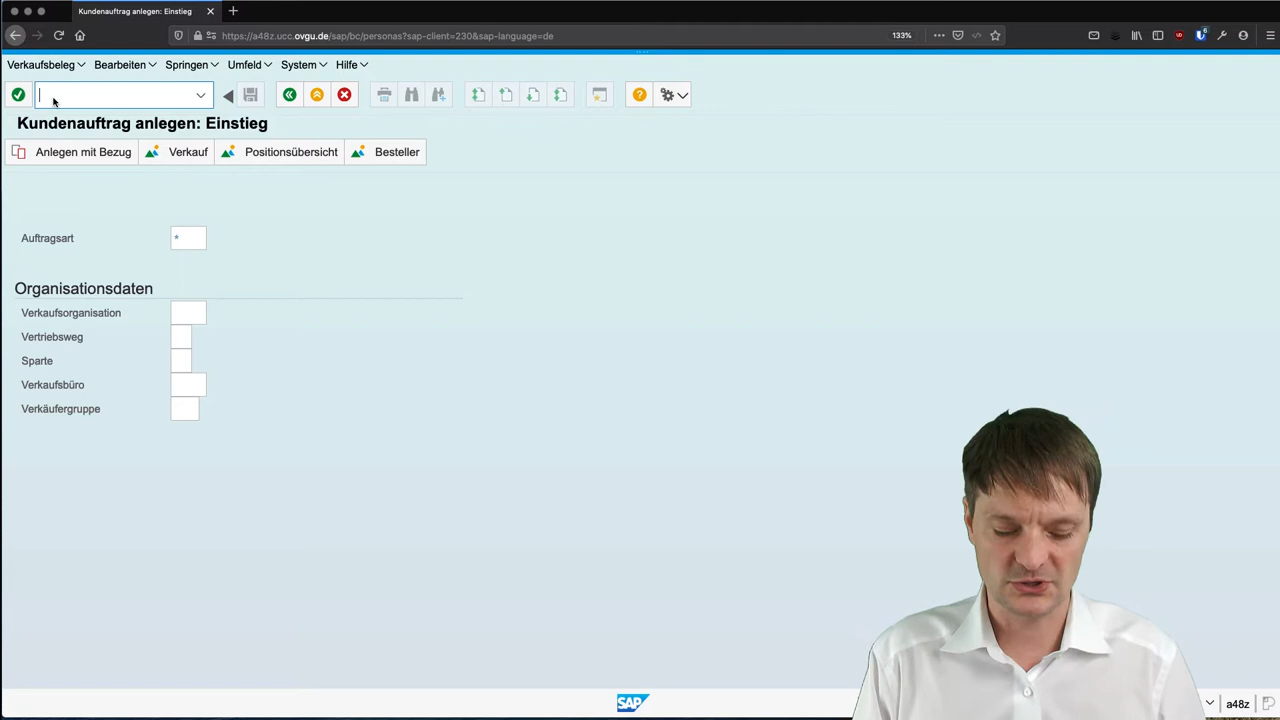 Kundenauftrag anlegen: Einstieg
https://a48z.ucc.ovgu.de/sap/bc/personas?sap-client=230&sap-language=de
133%
Verkaufsbeleg Bearbeiten Springen Umfeld System Hilfe
Kundenauftrag anlegen: Einstieg
Anlegen mit Bezug Verkauf Positionsübersicht Besteller
Auftragsart *
Organisationsdaten
Verkaufsorganisation
Vertriebsweg
Sparte
Verkaufsbüro
Verkäufergruppe
SAP a48z